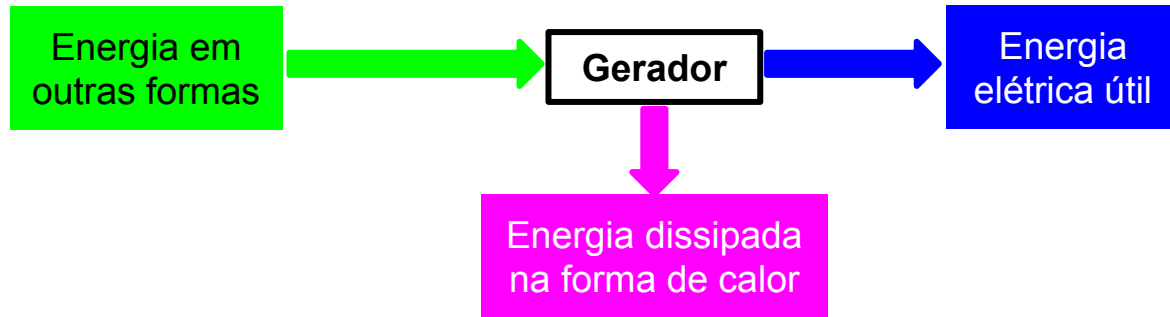 Energia em
outras formas
Gerador
Energia
elétrica útil
Energia dissipada
na forma de calor